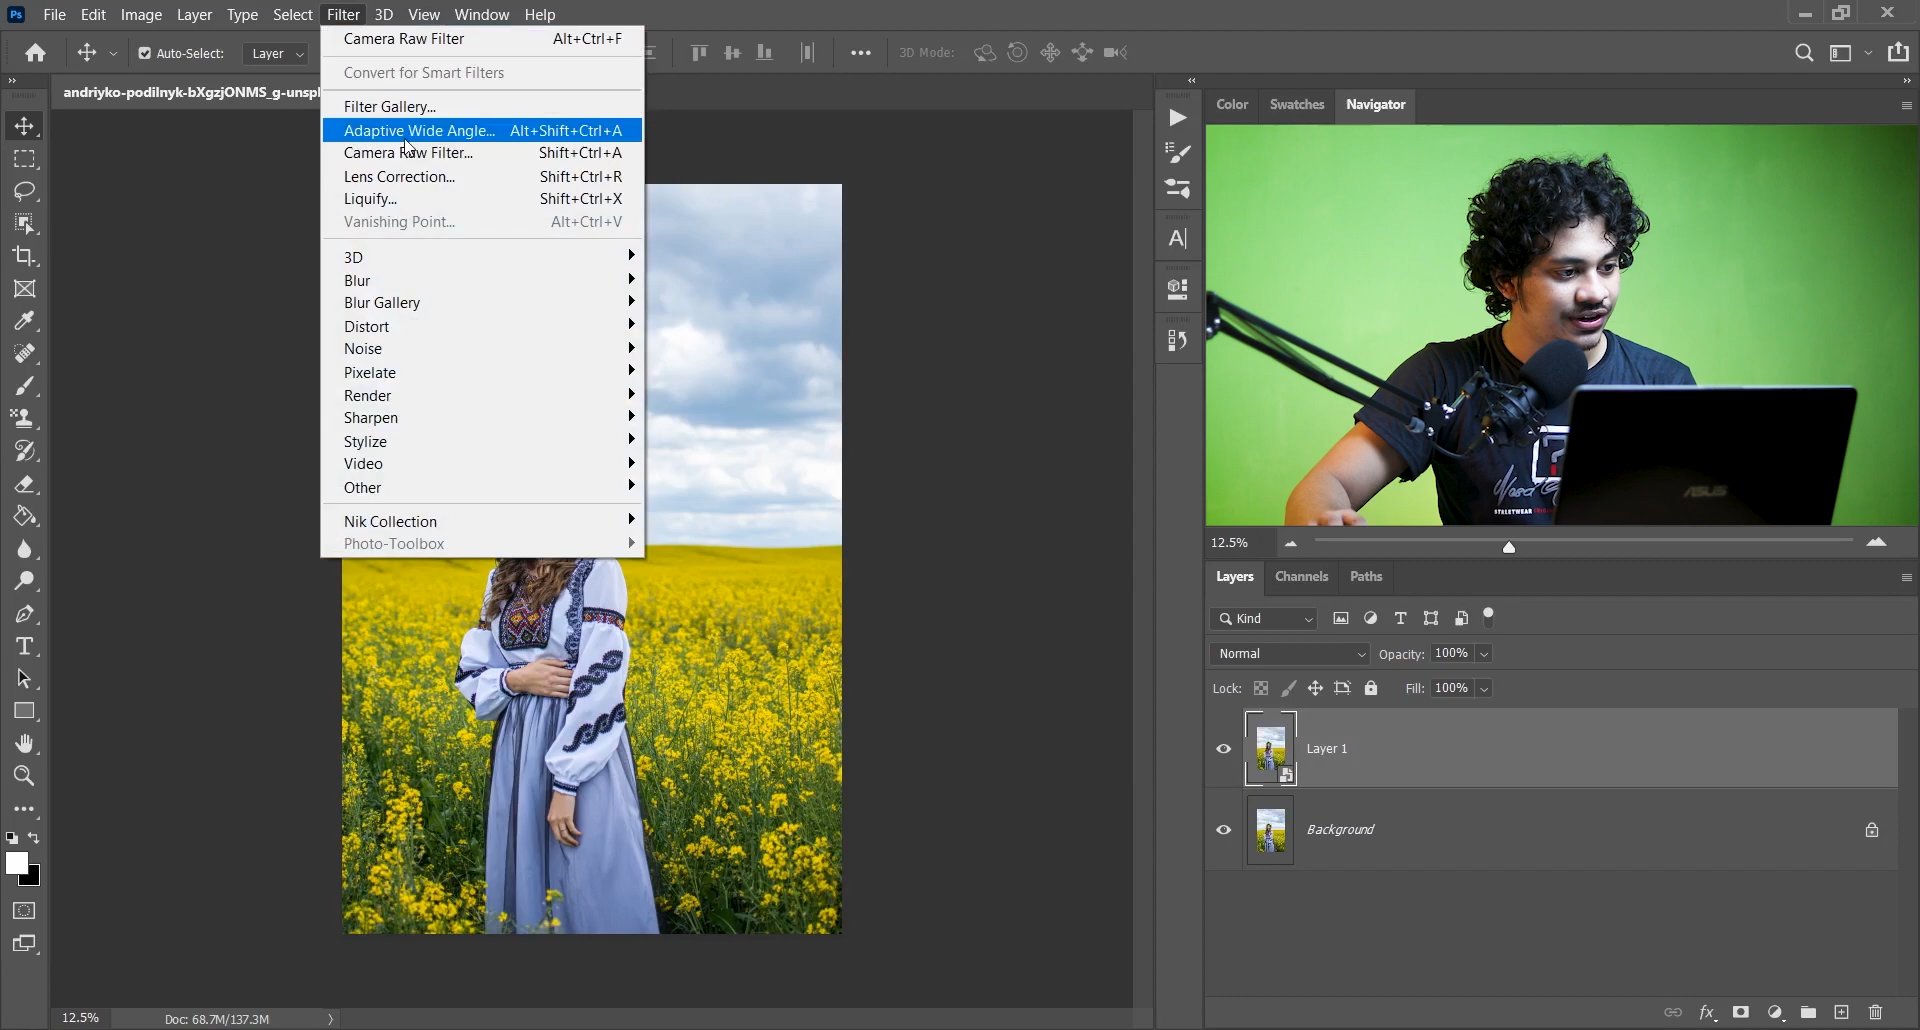 Ps File Edit Image Layer Type Select Filter 3D View Window Help
Auto-Select: Layer
3D Mode:
andriyko-podilnyk-bXgzjONMS_g-unspl
Camera Raw Filter Alt+Ctrl+F
Convert for Smart Filters
Filter Gallery...
Adaptive Wide Angle... Alt+Shift+Ctrl+A
Camera Raw Filter... Shift+Ctrl+A
Lens Correction... Shift+Ctrl+R
Liquify... Shift+Ctrl+X
Vanishing Point... Alt+Ctrl+V
3D
Blur
Blur Gallery
Distort
Noise
Pixelate
Render
Sharpen
Stylize
Video
Other
Nik Collection
Photo-Toolbox
12.5% Doc: 68.7M/137.3M
Color Swatches Navigator
ASUS
STREETWEAR
12.5%
Layers Channels Paths
Kind
Normal Opacity: 100%
Lock: Fill: 100%
Layer 1
Background